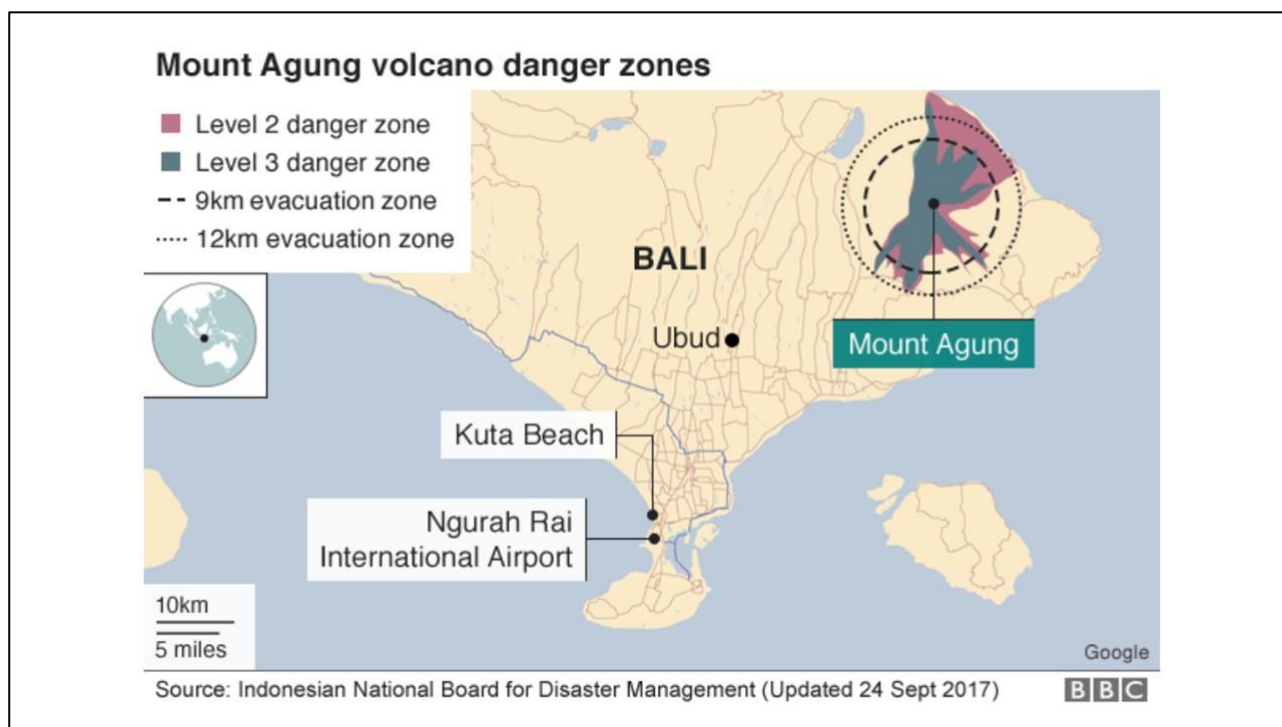 Mount Agung volcano danger zones
Level 2 danger zone
Level 3 danger zone
9km evacuation zone
12km evacuation zone
BALI
Ubud
Mount Agung
Kuta Beach
Ngurah Rai
International Airport
10km
5 miles
Google
Source: Indonesian National Board for Disaster Management (Updated 24 Sept 2017)
BBC